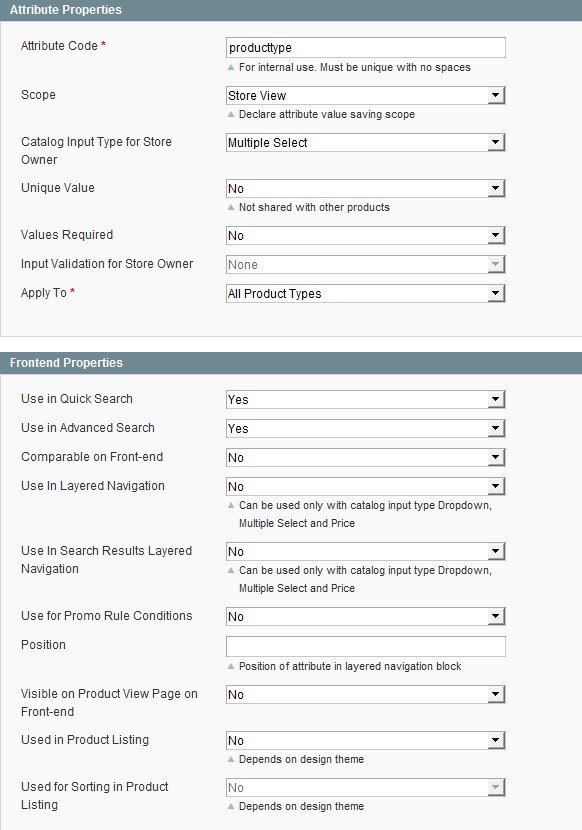 Attribute Properties
Attribute Code *
producttype
For internal use. Must be unique with no spaces
Scope
Store View
Declare attribute value saving scope
Catalog Input Type for Store
Owner
Multiple Select
Unique Value
No
Not shared with other products
Values Required
No
Input Validation for Store Owner
None
Apply To *
All Product Types
Frontend Properties
Use in Quick Search
Yes
Use in Advanced Search
Yes
Comparable on Front-end
No
Use In Layered Navigation
No
Can be used only with catalog input type Dropdown,
Multiple Select and Price
Use In Search Results Layered
Navigation
No
Can be used only with catalog input type Dropdown,
Multiple Select and Price
Use for Promo Rule Conditions
No
Position
Position of attribute in layered navigation block
Visible on Product View Page on
Front-end
No
Used in Product Listing
No
Depends on design theme
Used for Sorting in Product
Listing
No
Depends on design theme